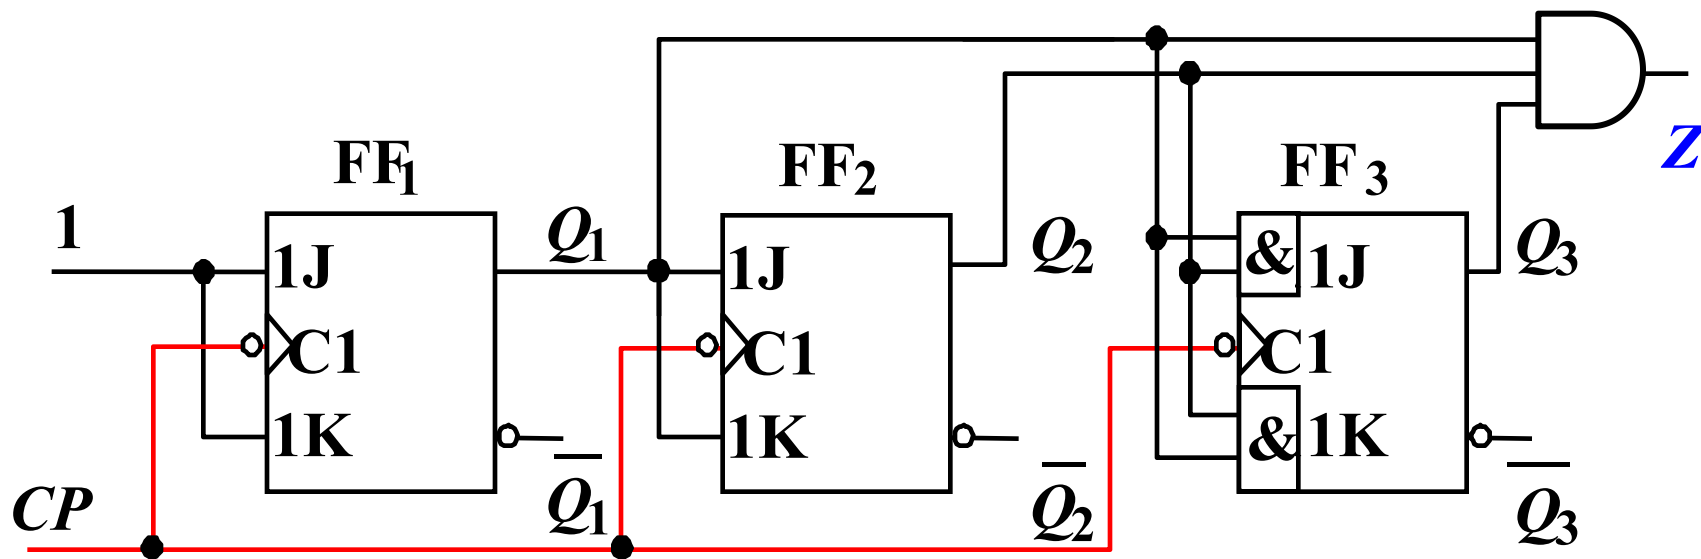 Z
FF1
FF2
FF3
1
Q1
Q2
Q3
1J
1J
& 1J
C1
C1
C1
1K
1K
& 1K
CP
Q̅1
Q̅2
Q̅3